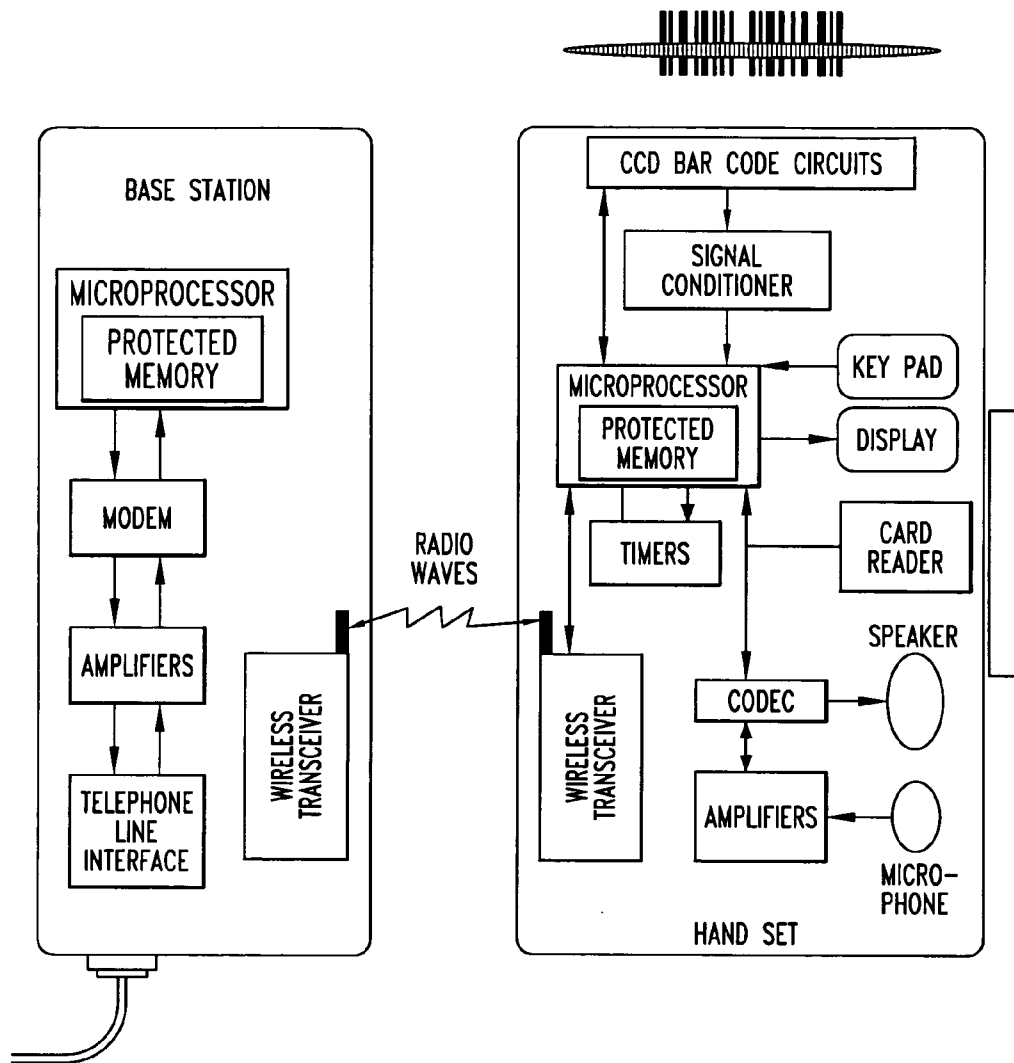 BASE STATION
MICROPROCESSOR
PROTECTED
MEMORY
MODEM
AMPLIFIERS
TELEPHONE
LINE
INTERFACE
WIRELESS
TRANSCEIVER
RADIO
WAVES
CCD BAR CODE CIRCUITS
SIGNAL
CONDITIONER
MICROPROCESSOR
PROTECTED
MEMORY
KEY PAD
DISPLAY
TIMERS
CARD
READER
SPEAKER
CODEC
WIRELESS
TRANSCEIVER
AMPLIFIERS
MICRO-
PHONE
HAND SET